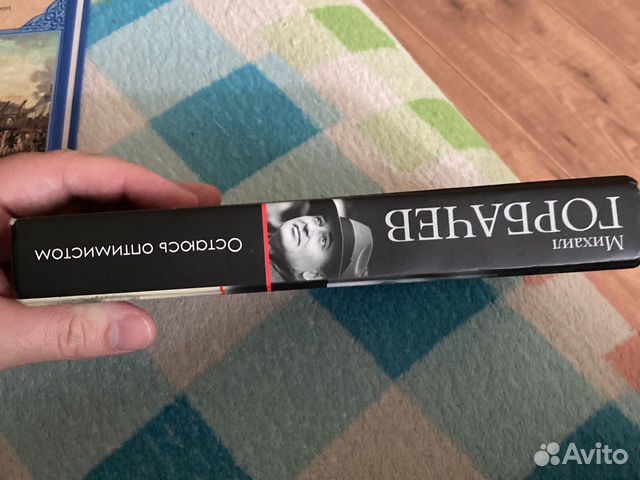 Михаил
ГОРБАЧЕВ
Остаюсь оптимистом
Avito